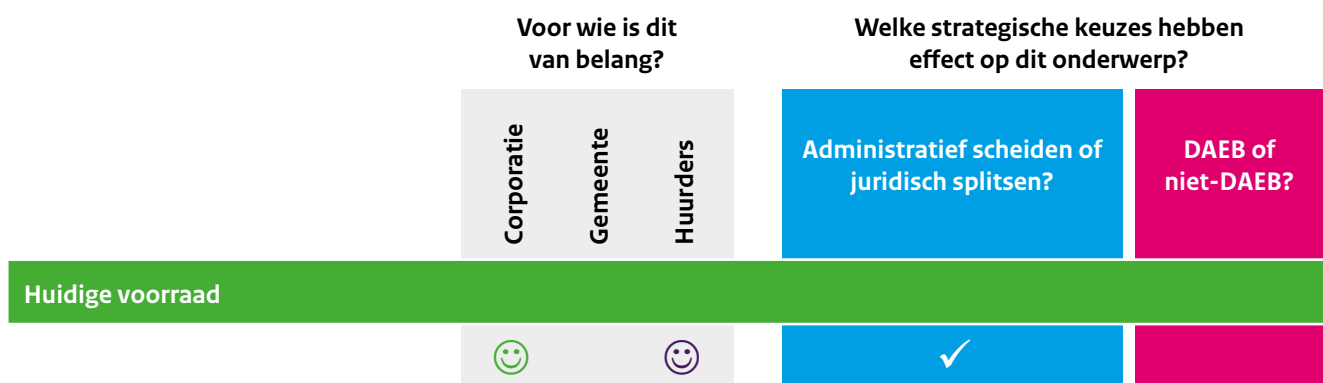 Voor wie is dit
van belang?
Welke strategische keuzes hebben
effect op dit onderwerp?
Corporatie
Gemeente
Huurders
Administratief scheiden of
juridisch splitsen?
DAEB of
niet-DAEB?
Huidige voorraad